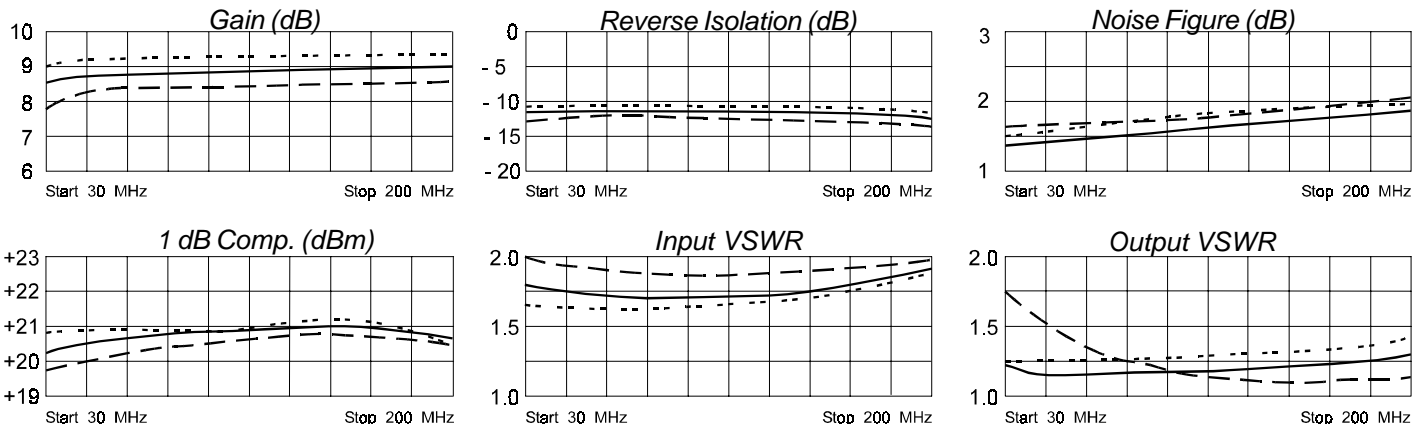 Gain (dB)
10
9
8
7
6
Start 30 MHz
Stop 200 MHz
Reverse Isolation (dB)
0
- 5
- 10
- 15
- 20
Start 30 MHz
Stop 200 MHz
Noise Figure (dB)
3
2
1
Start 30 MHz
Stop 200 MHz
1 dB Comp. (dBm)
+23
+22
+21
+20
+19
Start 30 MHz
Stop 200 MHz
Input VSWR
2.0
1.5
1.0
Start 30 MHz
Stop 200 MHz
Output VSWR
2.0
1.5
1.0
Start 30 MHz
Stop 200 MHz